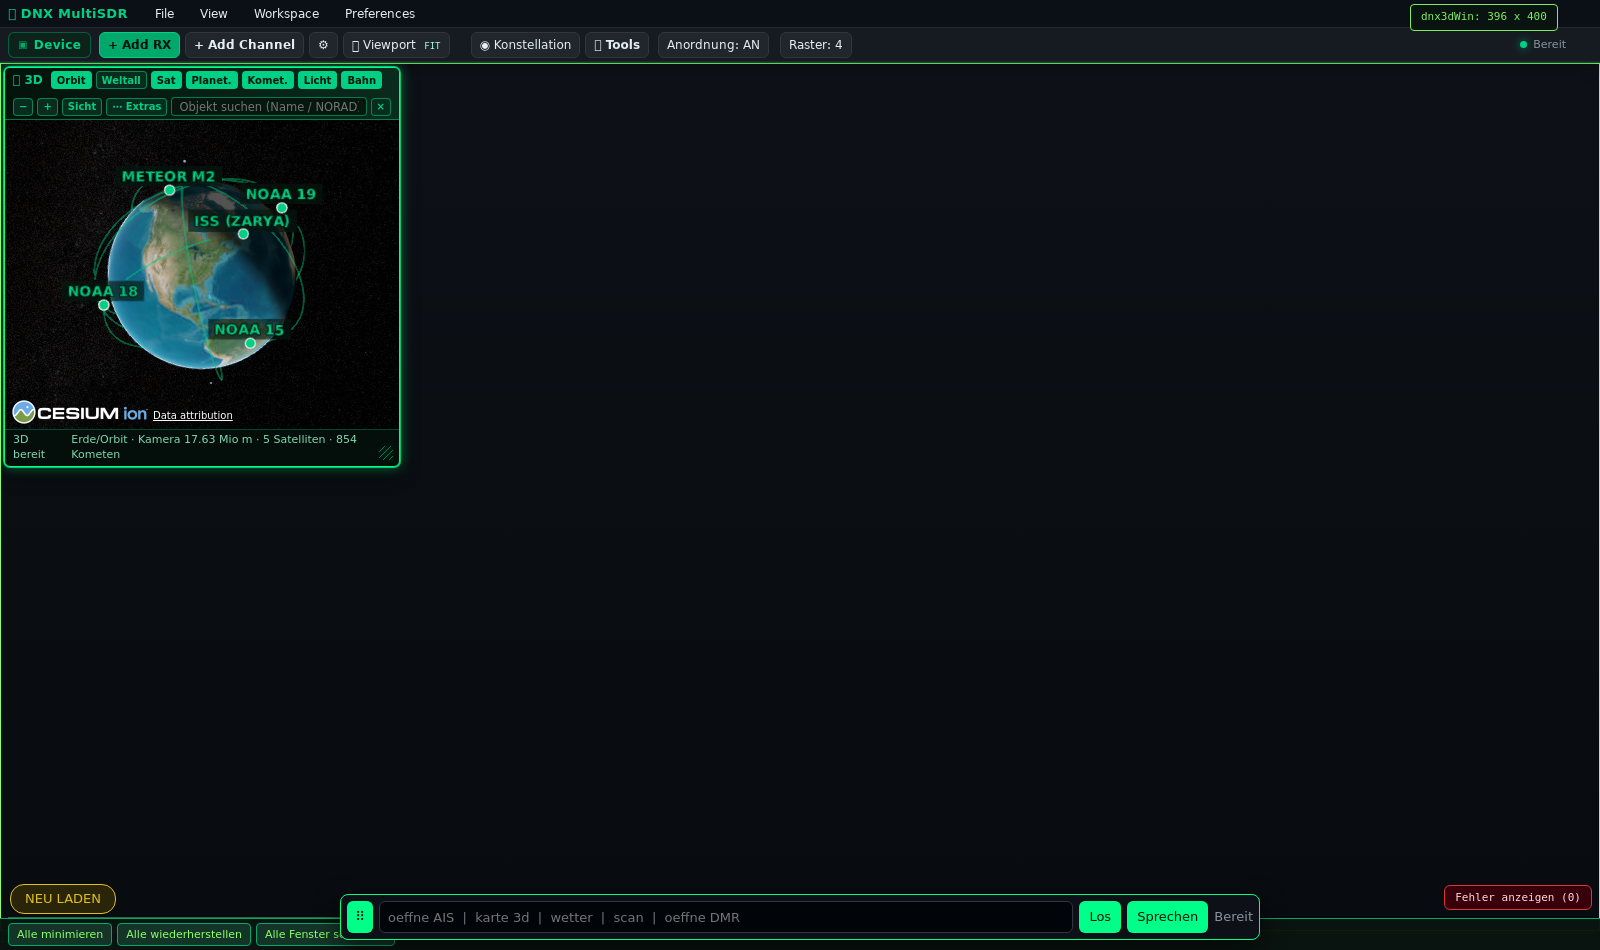 DNX MultiSDR File View Workspace Preferences
dnx3dWin: 396 x 400
Device + Add RX + Add Channel Viewport FIT Konstellation Tools Anordnung: AN Raster: 4 Bereit
3D Orbit Weltall Sat Planet. Komet. Licht Bahn
− + Sicht ··· Extras Objekt suchen (Name / NORAD) ×
METEOR M2
NOAA 19
ISS (ZARYA)
NOAA 18
NOAA 15
CESIUM ion Data attribution
3D bereit
Erde/Orbit · Kamera 17.63 Mio m · 5 Satelliten · 854
Kometen
NEU LADEN
Fehler anzeigen (0)
oeffne AIS | karte 3d | wetter | scan | oeffne DMR Los Sprechen Bereit
Alle minimieren Alle wiederherstellen Alle Fenster